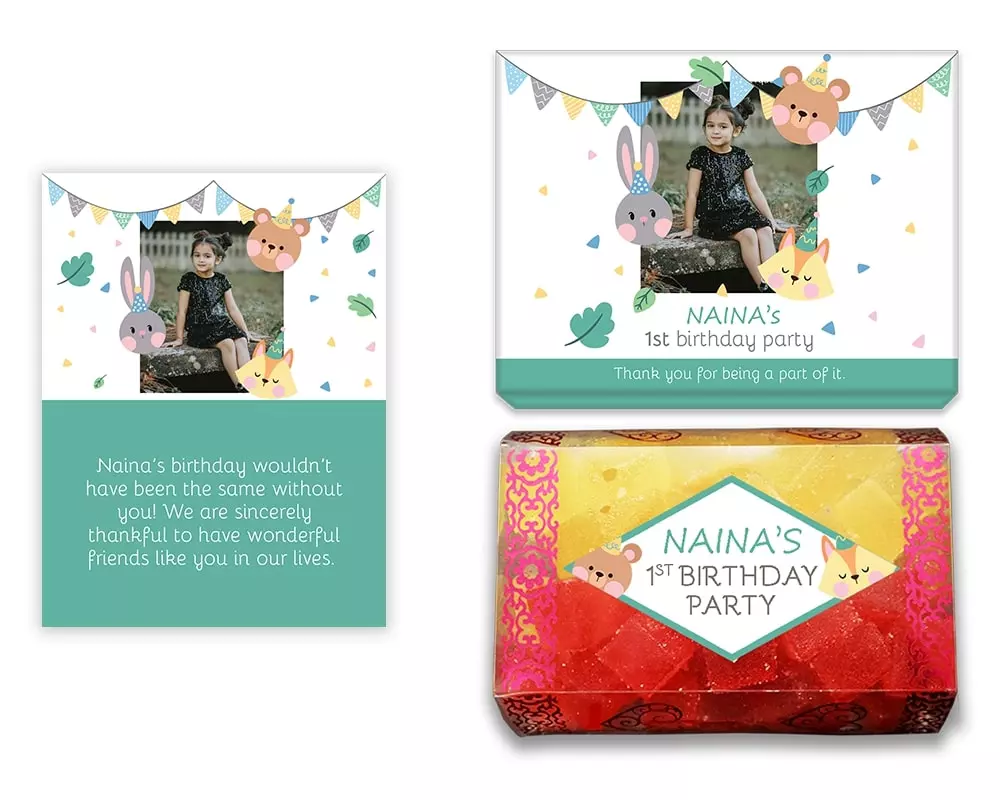 Naina's birthday wouldn't
have been the same without
you! We are sincerely
thankful to have wonderful
friends like you in our lives.
NAINA's
1st birthday party
Thank you for being a part of it.
NAINA'S
1ST BIRTHDAY
PARTY